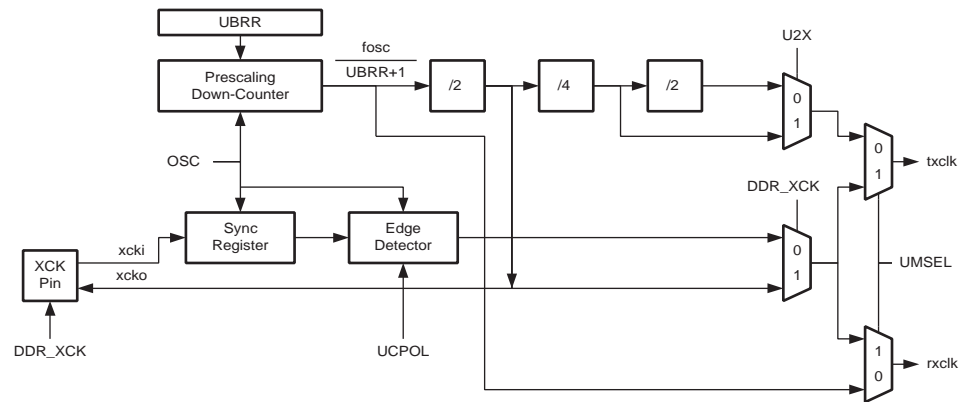 UBRR
fosc
UBRR+1
U2X
Prescaling
Down-Counter
/2
/4
/2
0
1
OSC
0
1
txclk
DDR_XCK
Sync
Register
Edge
Detector
0
1
xcki
XCK
Pin
xcko
UMSEL
DDR_XCK
UCPOL
1
0
rxclk